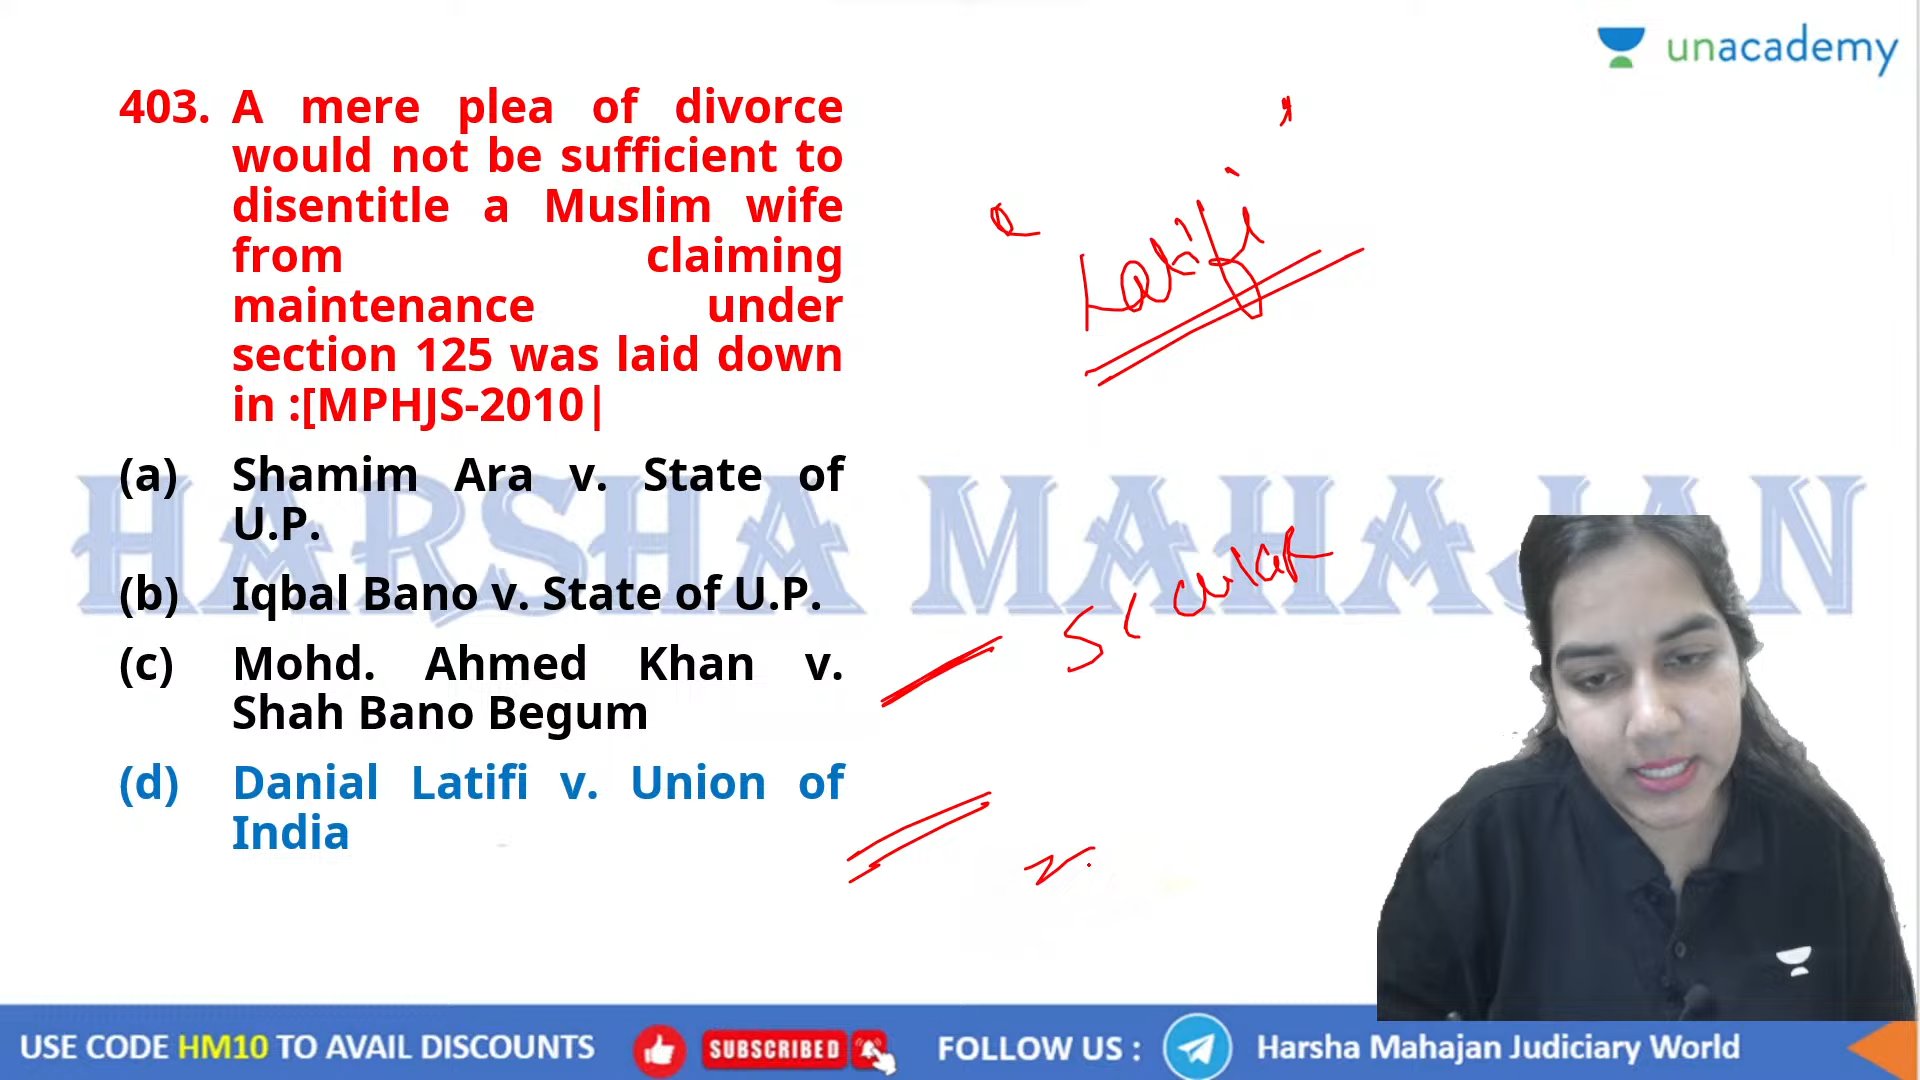 unacademy
403. A mere plea of divorce
would not be sufficient to
disentitle a Muslim wife
from claiming
maintenance under
section 125 was laid down
in :[MPHJS-2010|
(a) Shamim Ara v. State of
U.P.
(b) Iqbal Bano v. State of U.P.
(c) Mohd. Ahmed Khan v.
Shah Bano Begum
(d) Danial Latifi v. Union of
India
Latifi
Secular
HARSHA MAHAJAN
USE CODE HM10 TO AVAIL DISCOUNTS
SUBSCRIBED
FOLLOW US :
Harsha Mahajan Judiciary World